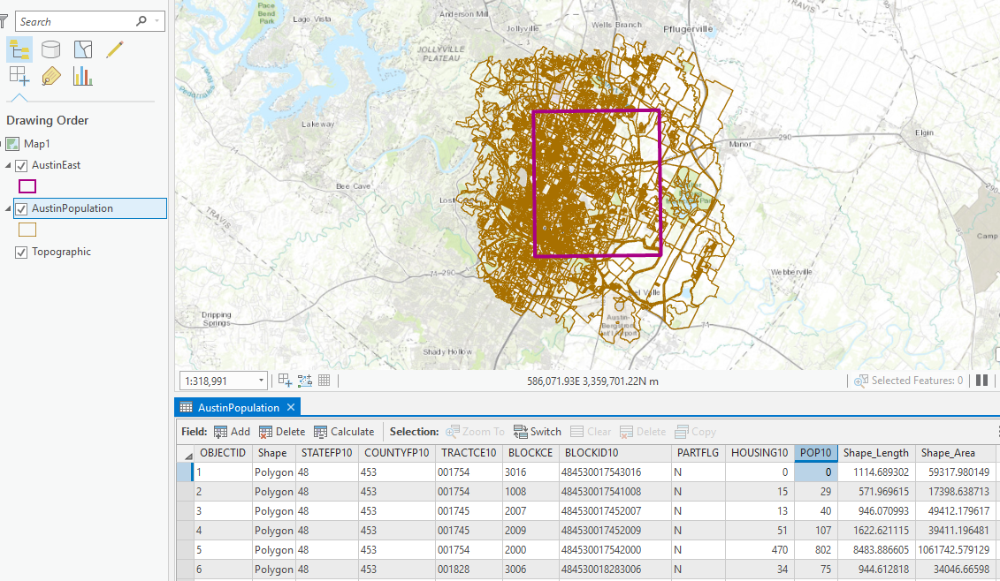 Search
Drawing Order
Map1
AustinEast
AustinPopulation
Topographic
Pace
Bend
Park
Lago Vista
Anderson Mill
Jollyville
Wells Branch
Pflugerville
JOLLYVILLE
PLATEAU
TRAVIS
Lakeway
Bee Cave
Lost
Manor
290
Elgin
290
TRAVIS
Camp
Webberville
71
290
Dripping
Springs
Shady Hollow
el Valle
Austin-
Bergstrom
Int'l Airport
71
1:318,991
586,071.93E 3,359,701.22N m
Selected Features: 0
AustinPopulation
Field: Add Delete Calculate Selection: Zoom To Switch Clear Delete Copy
OBJECTID Shape STATEFP10 COUNTYFP10 TRACTCE10 BLOCKCE BLOCKID10 PARTFLG HOUSING10 POP10 Shape_Length Shape_Area
1 Polygon 48 453 001754 3016 484530017543016 N 0 0 1114.689302 59317.980149
2 Polygon 48 453 001754 1008 484530017541008 N 15 29 571.969615 17398.638713
3 Polygon 48 453 001745 2007 484530017452007 N 13 40 946.070993 49412.179617
4 Polygon 48 453 001745 2009 484530017452009 N 51 107 1622.621115 39411.196481
5 Polygon 48 453 001754 2000 484530017542000 N 470 802 8483.886605 1061742.579129
6 Polygon 48 453 001828 3006 484530018283006 N 34 75 944.612818 34046.66598